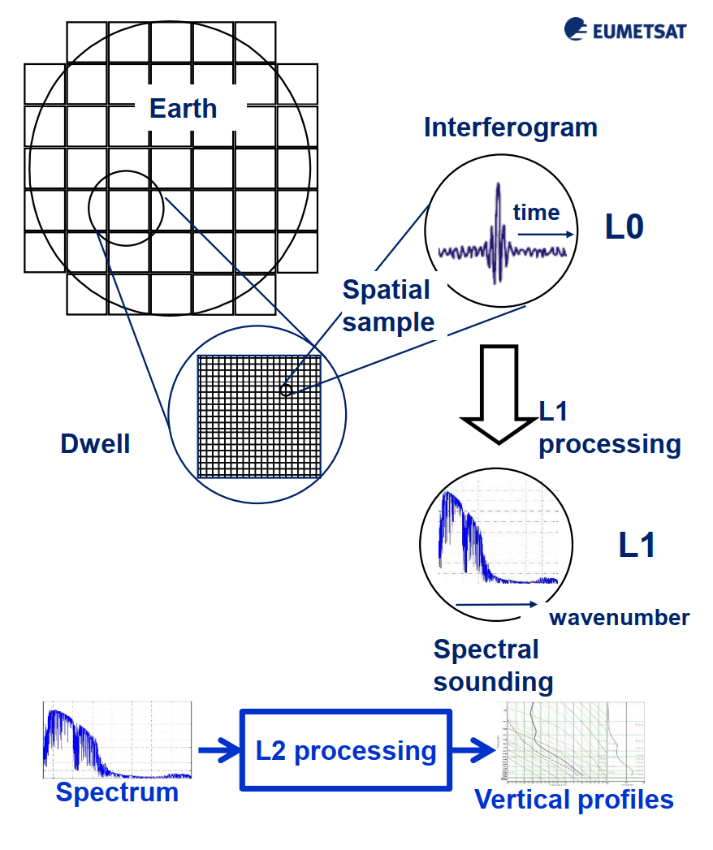 EUMETSAT
Earth
Interferogram
time
L0
Spatial
sample
Dwell
L1
processing
L1
wavenumber
Spectral
sounding
L2 processing
Spectrum
Vertical profiles